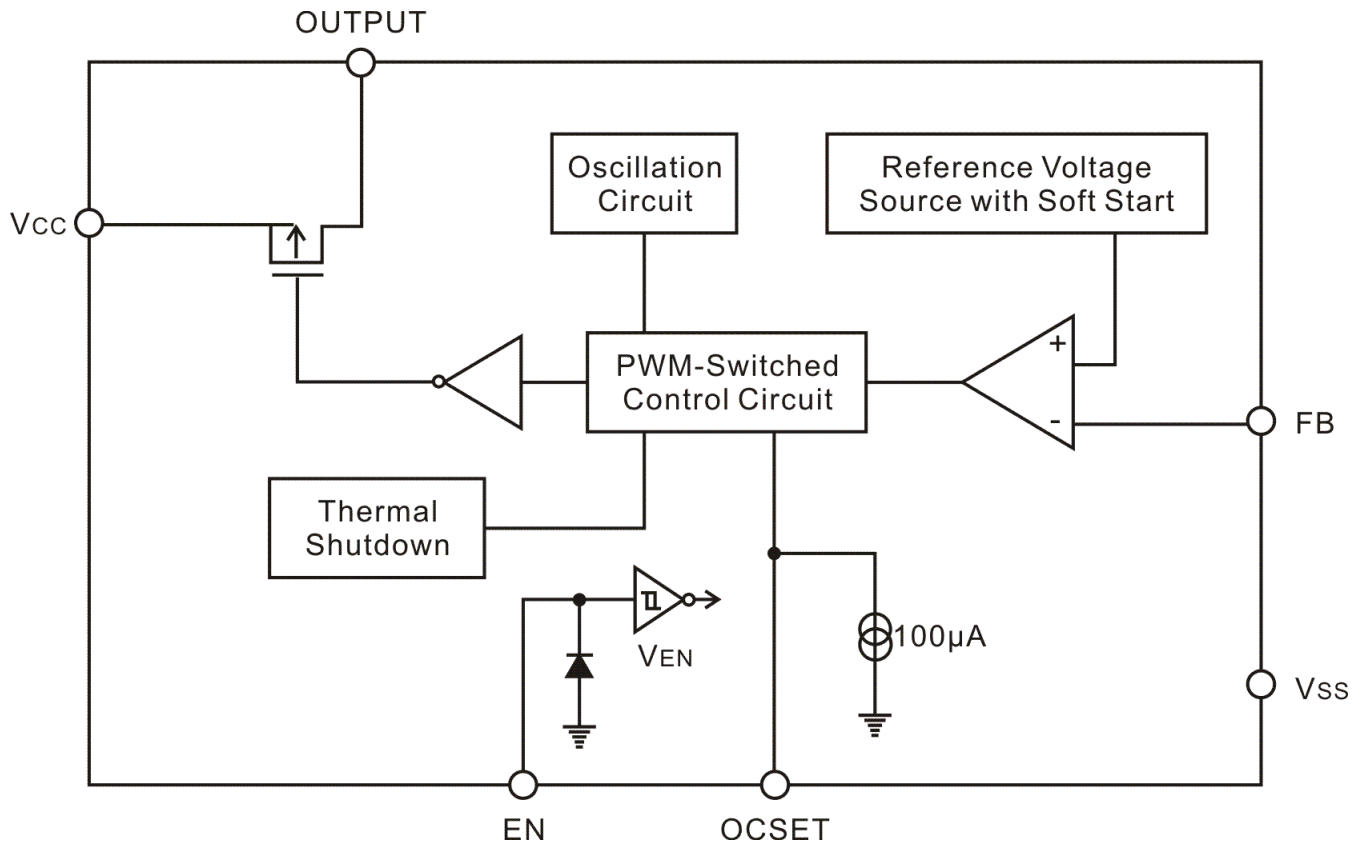 OUTPUT
Oscillation
Circuit
Reference Voltage
Source with Soft Start
VCC
+
PWM-Switched
Control Circuit
-
FB
Thermal
Shutdown
100µA
VEN
VSS
EN
OCSET